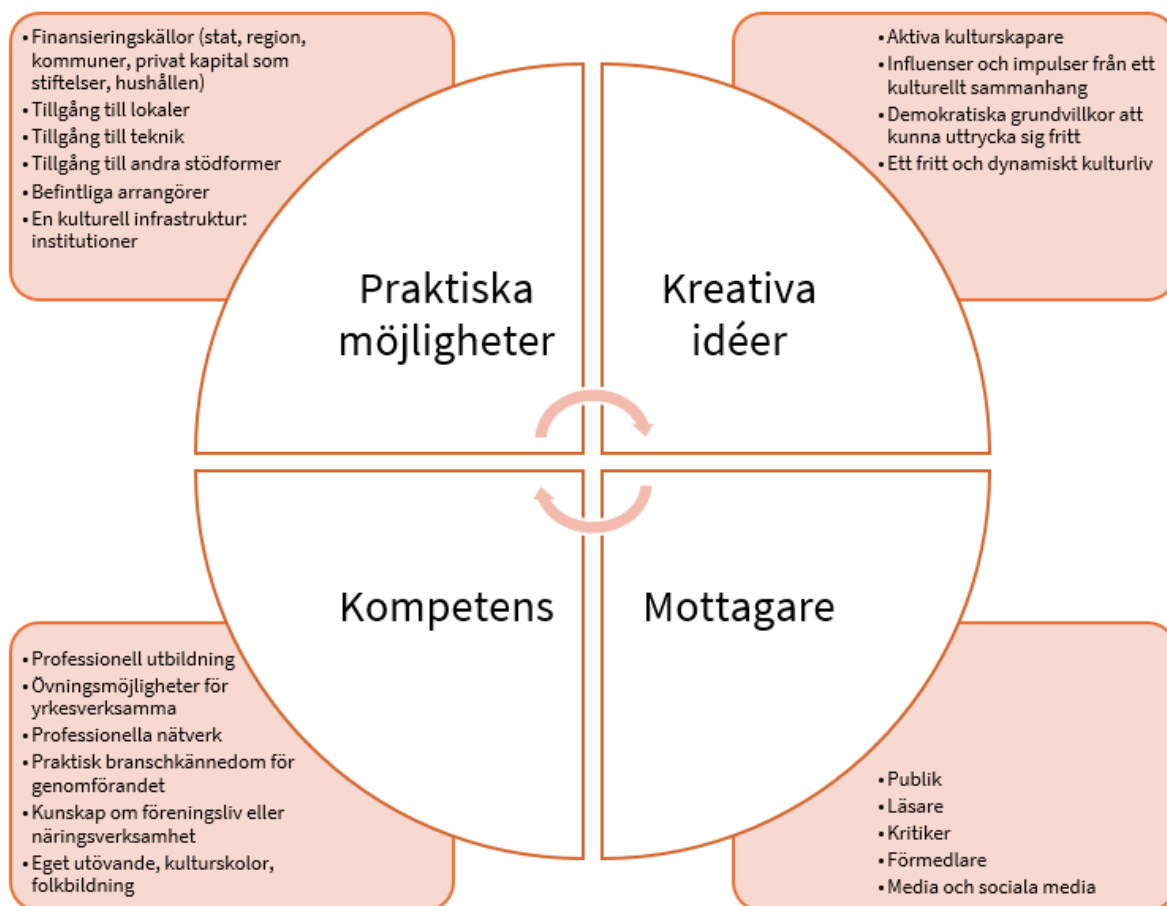 • Finansieringskällor (stat, region,
kommuner, privat kapital som
stiftelser, hushållen)
• Tillgång till lokaler
• Tillgång till teknik
• Tillgång till andra stödformer
• Befintliga arrangörer
• En kulturell infrastruktur:
institutioner
• Aktiva kulturskapare
• Influenser och impulser från ett
kulturellt sammanhang
• Demokratiska grundvillkor att
kunna uttrycka sig fritt
• Ett fritt och dynamiskt kulturliv
Praktiska
möjligheter
Kreativa
idéer
Kompetens
Mottagare
• Professionell utbildning
• Övningsmöjligheter för
yrkesverksamma
• Professionella nätverk
• Praktisk branschkännedom för
genomförandet
• Kunskap om föreningsliv eller
näringsverksamhet
• Eget utövande, kulturskolor,
folkbildning
• Publik
• Läsare
• Kritiker
• Förmedlare
• Media och sociala media